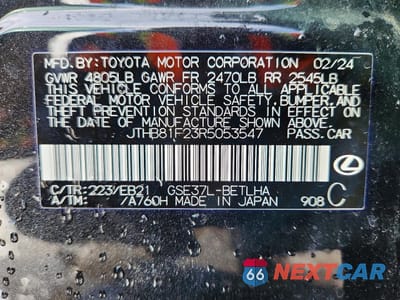 MFD.BY: TOYOTA MOTOR CORPORATION 02/24
GVWR 4805LB GAWR FR 2470LB RR 2545LB
THIS VEHICLE CONFORMS TO ALL APPLICABLE
FEDERAL MOTOR VEHICLE SAFETY, BUMPER, AND
THEFT PREVENTION STANDARDS IN EFFECT ON
THE DATE OF MANUFACTURE SHOWN ABOVE.
JTHB81F23R5053547 PASS.CAR
C/TR: 223/EB21 GSE37L-BETLHA C
A/TM: /A760H MADE IN JAPAN 908
66 NEXTCAR